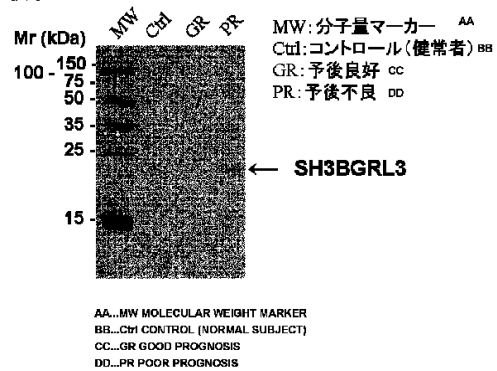 MW Ctrl GR PR
Mr (kDa)
150
100 -
75 -
50 -
35 -
25 -
15 -
← SH3BGRL3
MW:分子量マーカー AA
Ctrl:コントロール(健常者) BB
GR:予後良好 CC
PR:予後不良 DD
AA...MW MOLECULAR WEIGHT MARKER
BB...Ctrl CONTROL (NORMAL SUBJECT)
CC...GR GOOD PROGNOSIS
DD...PR POOR PROGNOSIS